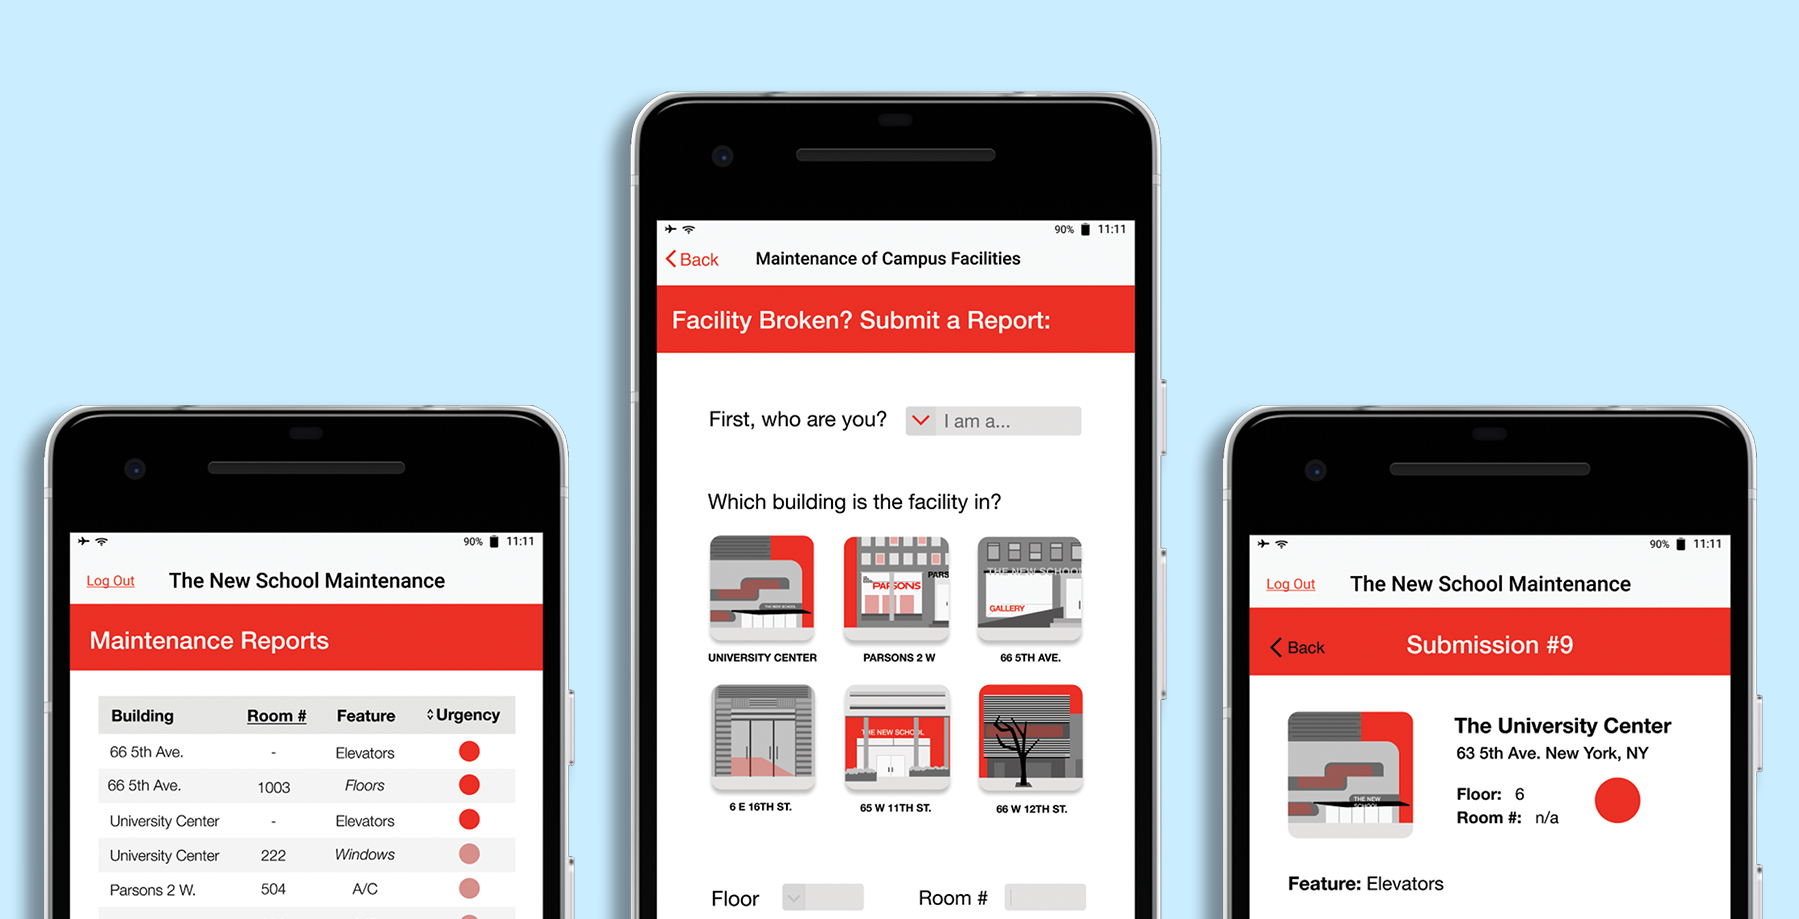 90% 11:11
Log Out The New School Maintenance
Maintenance Reports
Building Room # Feature Urgency
66 5th Ave. - Elevators
66 5th Ave. 1003 Floors
University Center - Elevators
University Center 222 Windows
Parsons 2 W. 504 A/C
90% 11:11
Back Maintenance of Campus Facilities
Facility Broken? Submit a Report:
First, who are you? I am a...
Which building is the facility in?
THE NEW SCHOOL
PARSONS
PARS
THE NEW SCHOOL
GALLERY
UNIVERSITY CENTER PARSONS 2 W 66 5TH AVE.
THE NEW SCHOOL
6 E 16TH ST. 65 W 11TH ST. 66 W 12TH ST.
Floor Room #
90% 11:11
Log Out The New School Maintenance
Back Submission #9
THE NEW
SCHOOL
The University Center
63 5th Ave. New York, NY
Floor: 6
Room #: n/a
Feature: Elevators